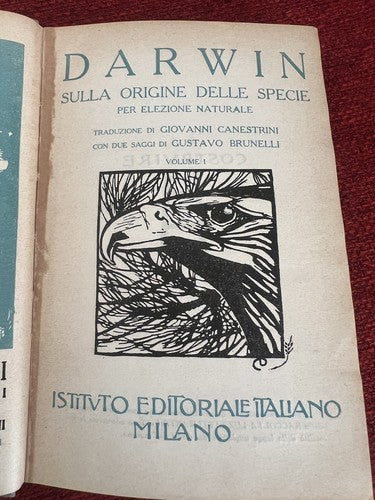 DARWIN
SULLA ORIGINE DELLE SPECIE
PER ELEZIONE NATURALE
TRADUZIONE DI GIOVANNI CANESTRINI
CON DUE SAGGI DI GUSTAVO BRUNELLI
VOLUME I
ISTITVTO EDITORIALE ITALIANO
MILANO